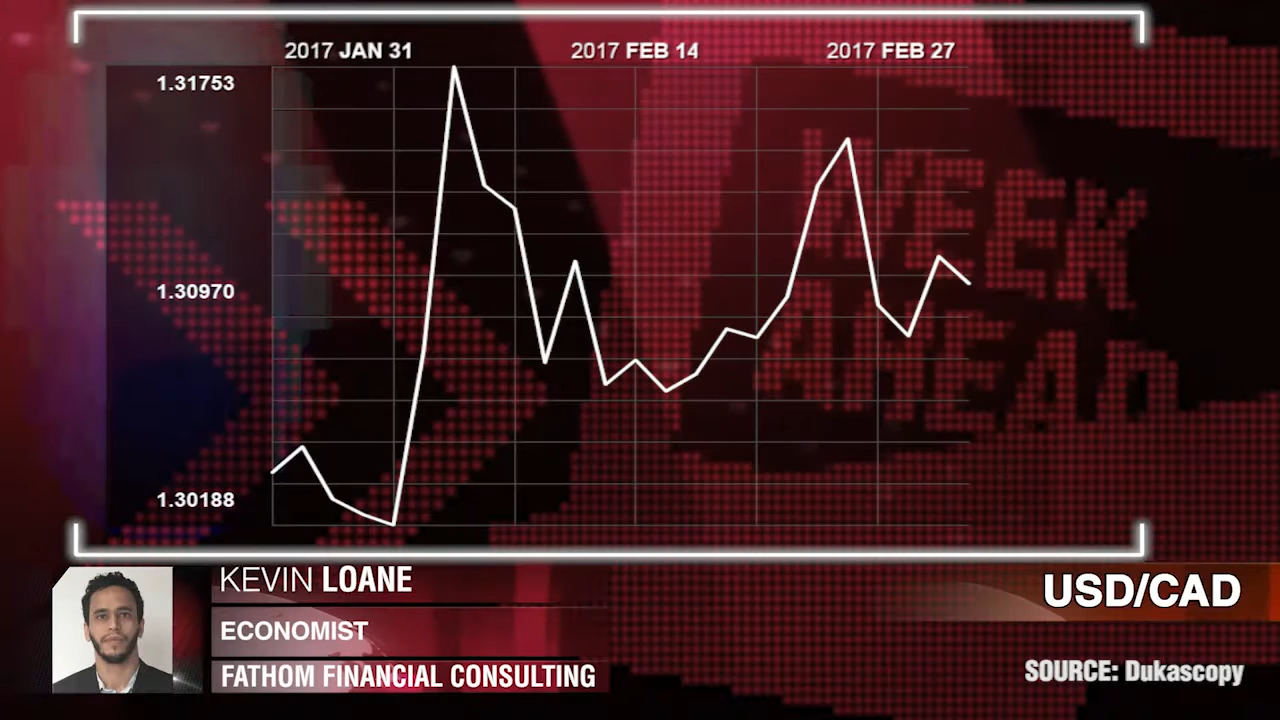 2017 JAN 31 2017 FEB 14 2017 FEB 27
1.31753
1.30970
1.30188
WEEK
AHEAD
KEVIN LOANE
ECONOMIST
FATHOM FINANCIAL CONSULTING
USD/CAD
SOURCE: Dukascopy